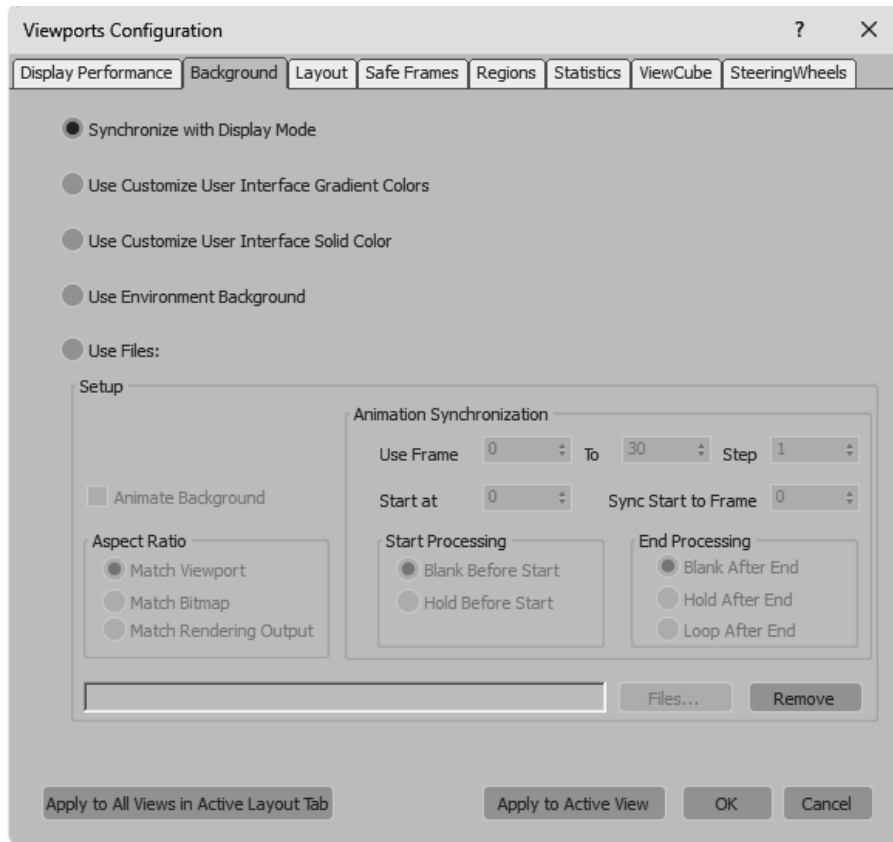 Viewports Configuration ? ×
Display Performance Background Layout Safe Frames Regions Statistics ViewCube SteeringWheels
Synchronize with Display Mode
Use Customize User Interface Gradient Colors
Use Customize User Interface Solid Color
Use Environment Background
Use Files:
Setup
Animation Synchronization
Use Frame 0 To 30 Step 1
Animate Background
Start at 0 Sync Start to Frame 0
Aspect Ratio
Match Viewport
Match Bitmap
Match Rendering Output
Start Processing
Blank Before Start
Hold Before Start
End Processing
Blank After End
Hold After End
Loop After End
Files... Remove
Apply to All Views in Active Layout Tab Apply to Active View OK Cancel